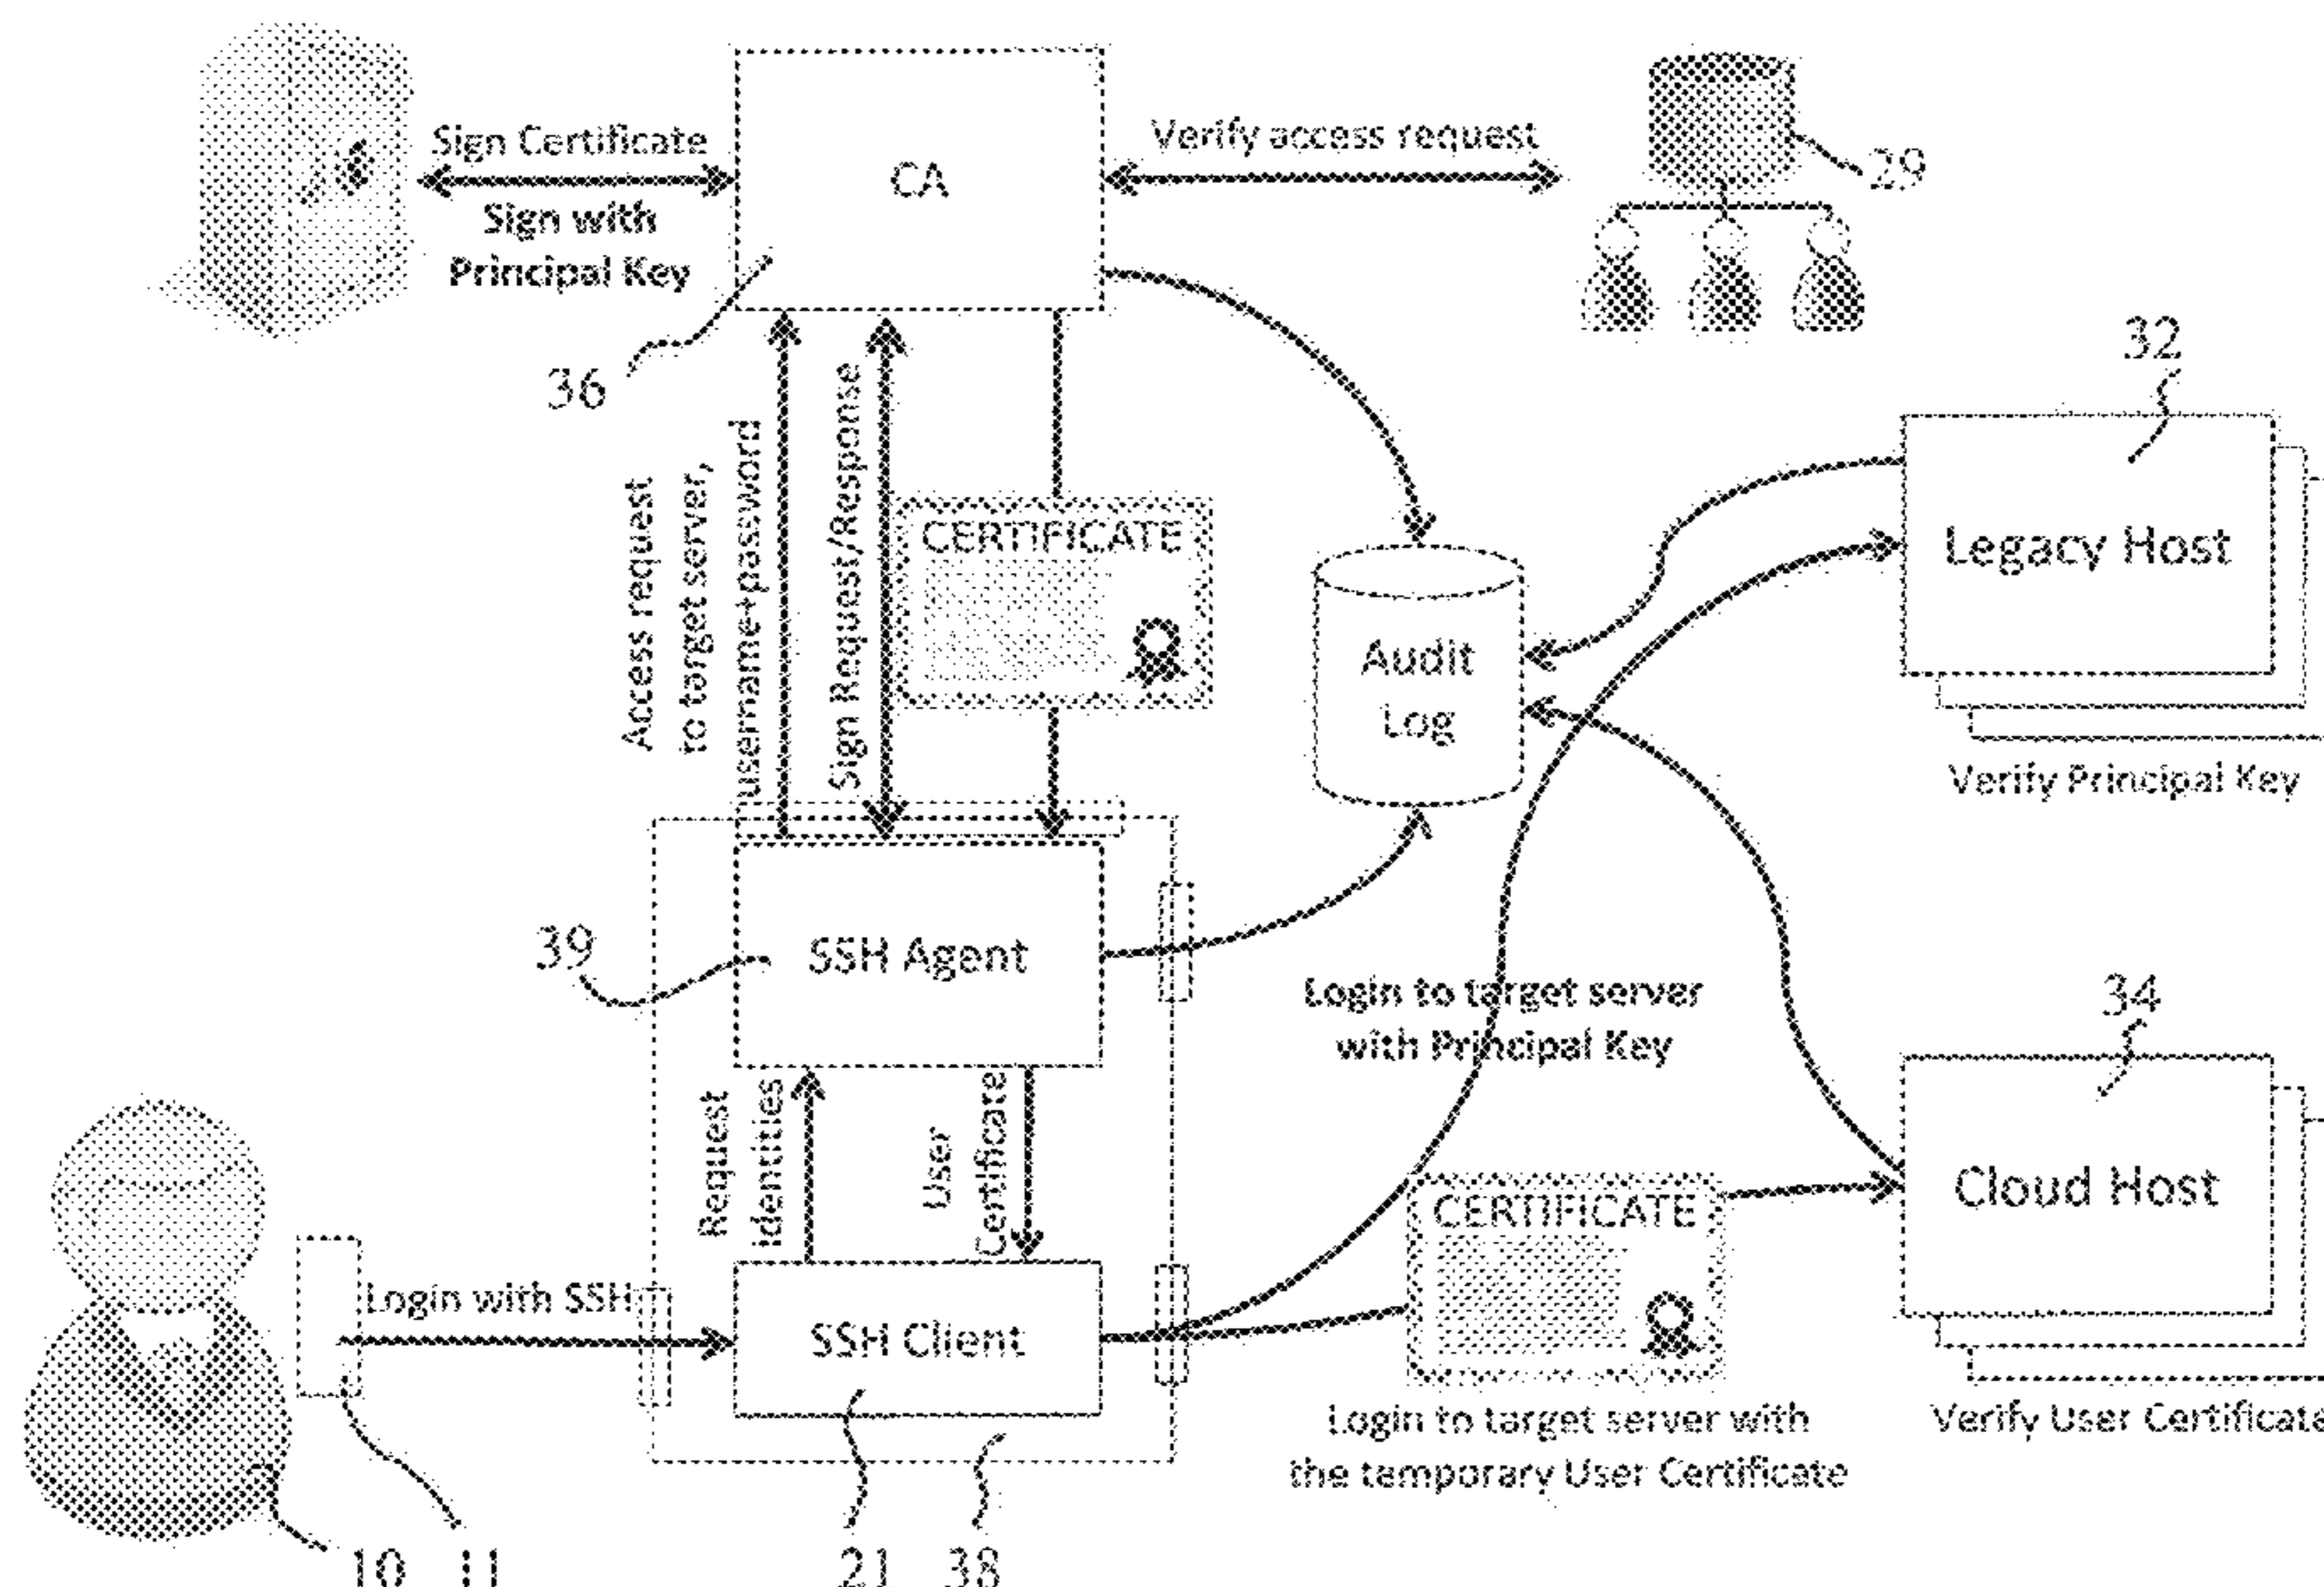 Sign Certificate
Sign with
Principal Key
CA
Verify access request
29
36
32
Access request
to target server,
username+password
Sign Request/Response
CERTIFICATE
Audit
Log
Legacy Host
Verify Principal Key
39
SSH Agent
Login to target server
with Principal Key
34
Request
identities
User
Certificate
Cloud Host
CERTIFICATE
Login with SSH
SSH Client
Login to target server with
the temporary User Certificate
Verify User Certificate
10
11
21
38